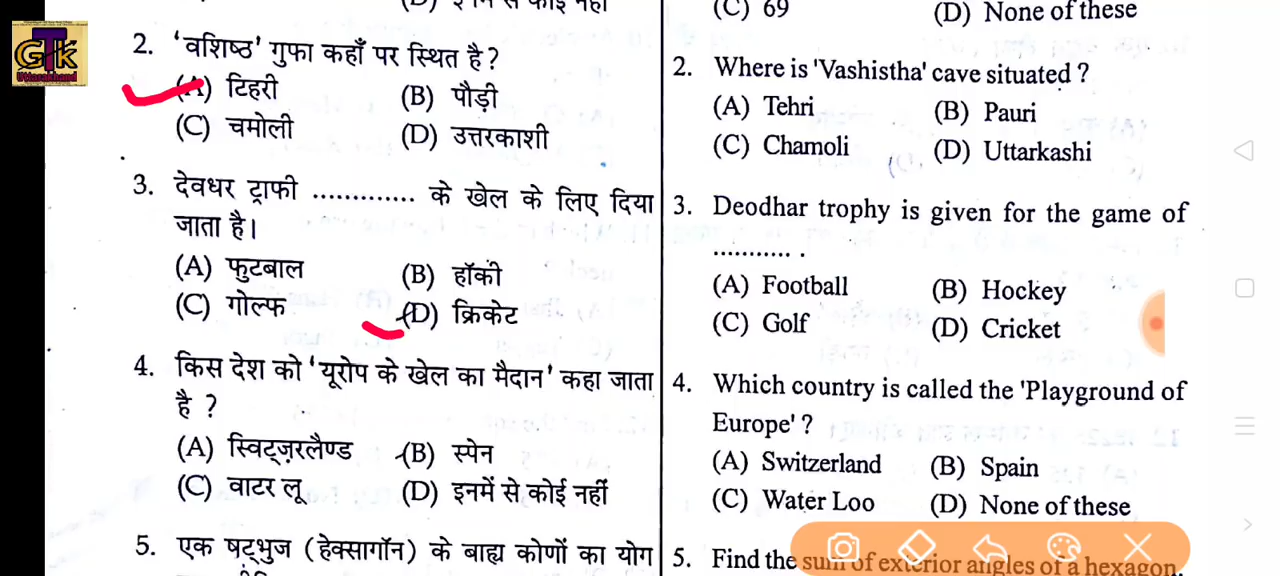 GTK
Uttarakhand
2. 'वशिष्ठ' गुफा कहाँ पर स्थित है ?
(A) टिहरी (B) पौड़ी
(C) चमोली (D) उत्तरकाशी
3. देवधर ट्राफी ............. के खेल के लिए दिया
जाता है।
(A) फुटबाल (B) हॉकी
(C) गोल्फ (D) क्रिकेट
4. किस देश को 'यूरोप के खेल का मैदान' कहा जाता
है ?
(A) स्विट्ज़रलैण्ड (B) स्पेन
(C) वाटर लू (D) इनमें से कोई नहीं
5. एक षट्भुज (हेक्सागॉन) के बाह्य कोणों का योग
(C) 69 (D) None of these
2. Where is 'Vashistha' cave situated ?
(A) Tehri (B) Pauri
(C) Chamoli (D) Uttarkashi
3. Deodhar trophy is given for the game of
........... .
(A) Football (B) Hockey
(C) Golf (D) Cricket
4. Which country is called the 'Playground of
Europe' ?
(A) Switzerland (B) Spain
(C) Water Loo (D) None of these
5. Find the sum of exterior angles of a hexagon.